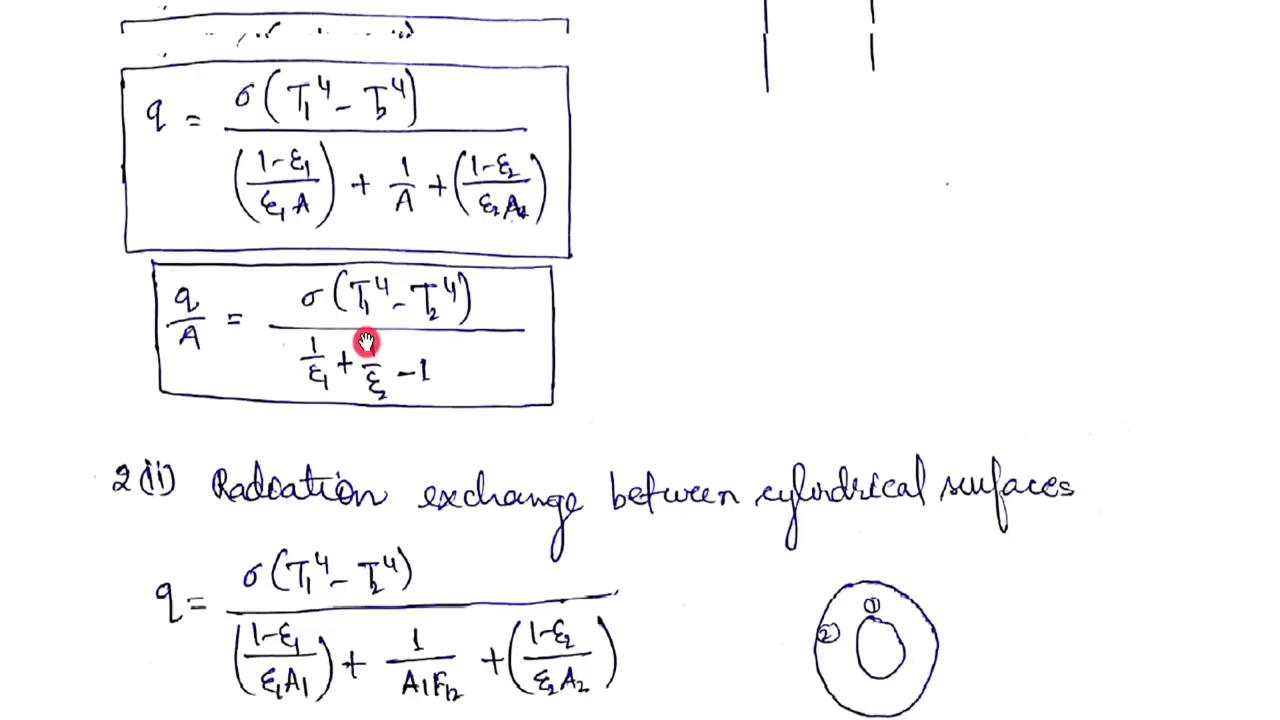 q = σ(T₁⁴ - T₂⁴) / (((1-ε₁)/(ε₁A)) + 1/A + ((1-ε₂)/(ε₂A)))
q/A = σ(T₁⁴ - T₂⁴) / (1/ε₁ + 1/ε₂ - 1)
2(ii) Radiation exchange between cylindrical surfaces
q = σ(T₁⁴ - T₂⁴) / (((1-ε₁)/(ε₁A₁)) + 1/(A₁F₁₂) + ((1-ε₂)/(ε₂A₂)))
①
②